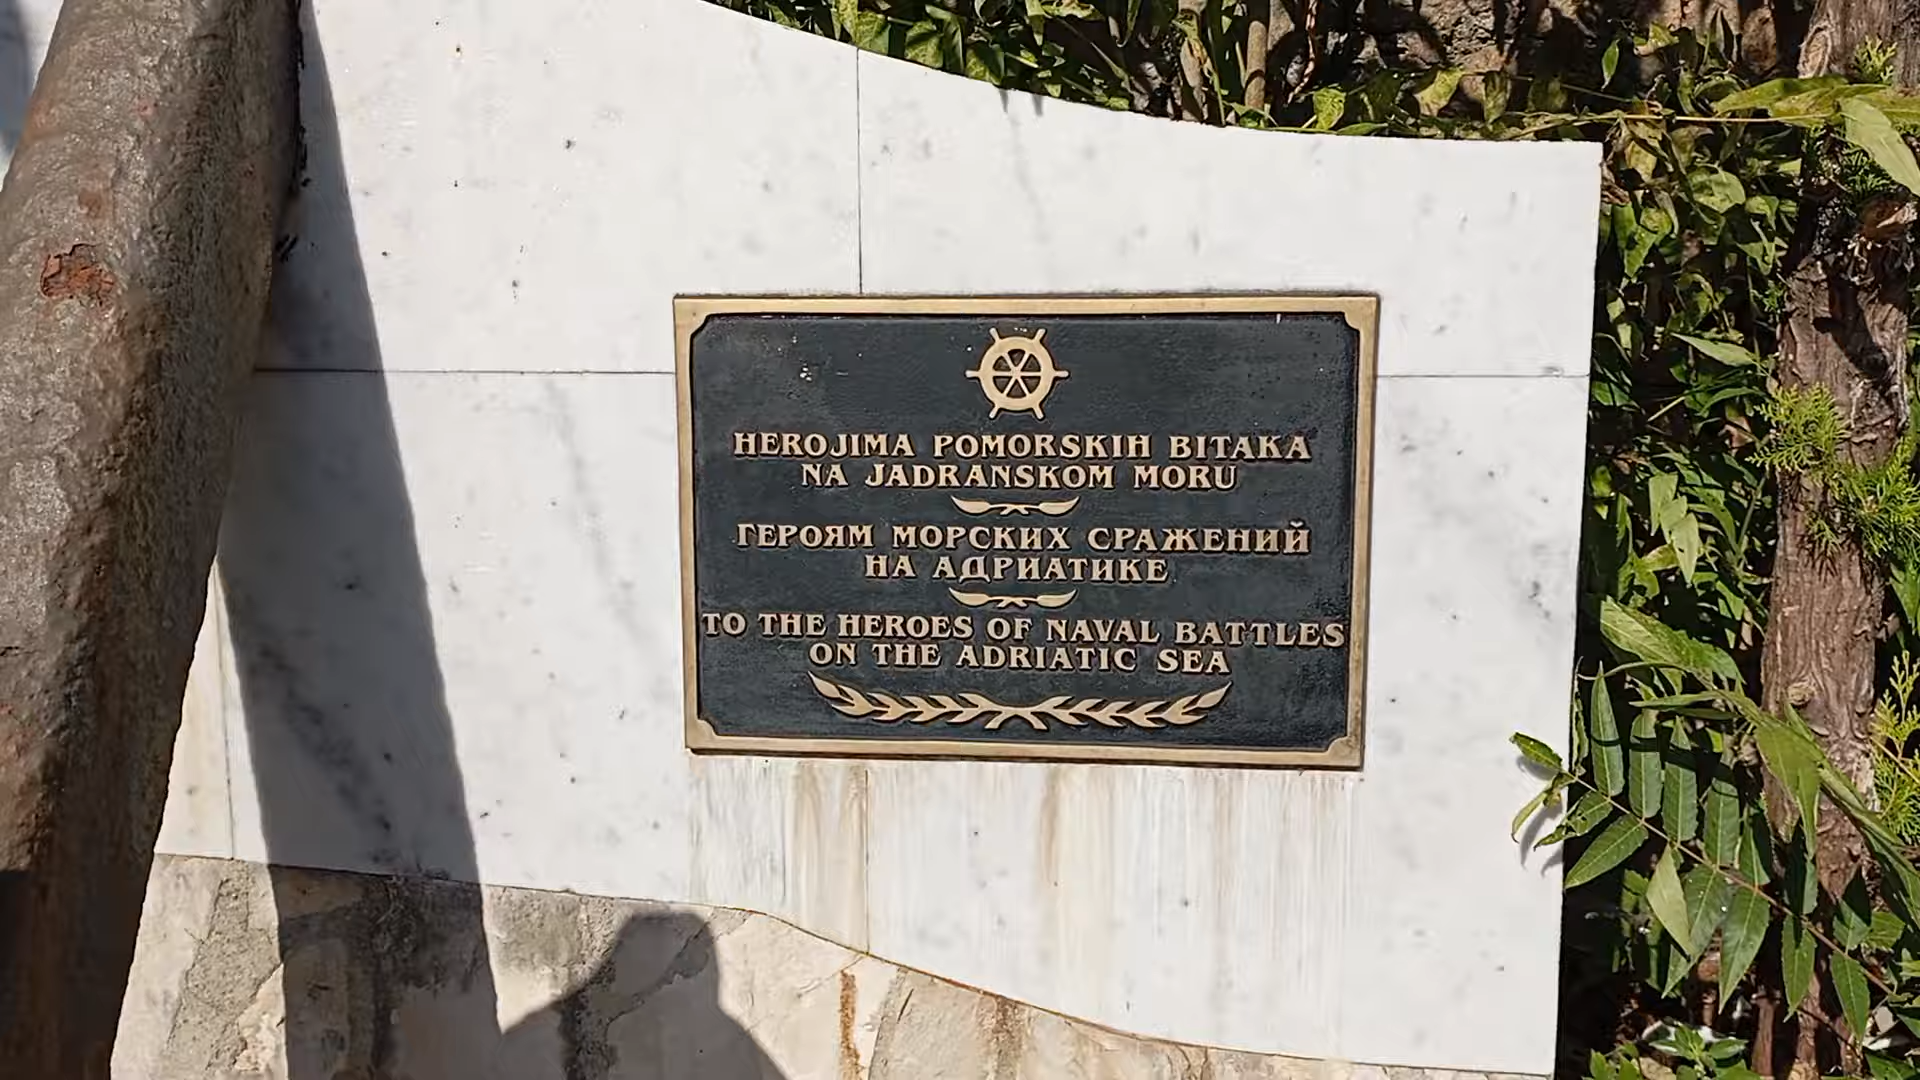 HEROJIMA POMORSKIH BITAKA
NA JADRANSKOM MORU
ГЕРОЯМ МОРСКИХ СРАЖЕНИЙ
НА АДРИАТИКЕ
TO THE HEROES OF NAVAL BATTLES
ON THE ADRIATIC SEA